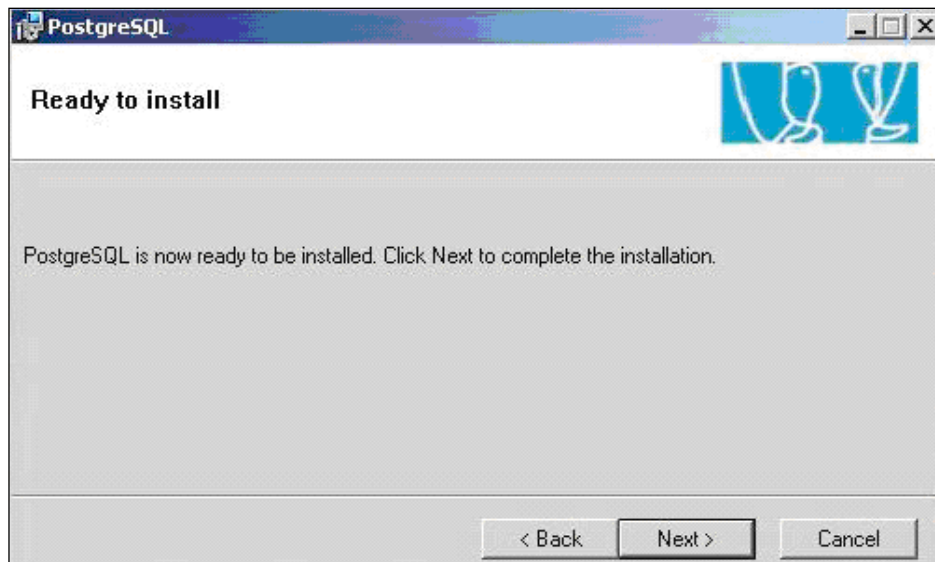 PostgreSQL
Ready to install
PostgreSQL is now ready to be installed. Click Next to complete the installation.
< Back
Next >
Cancel